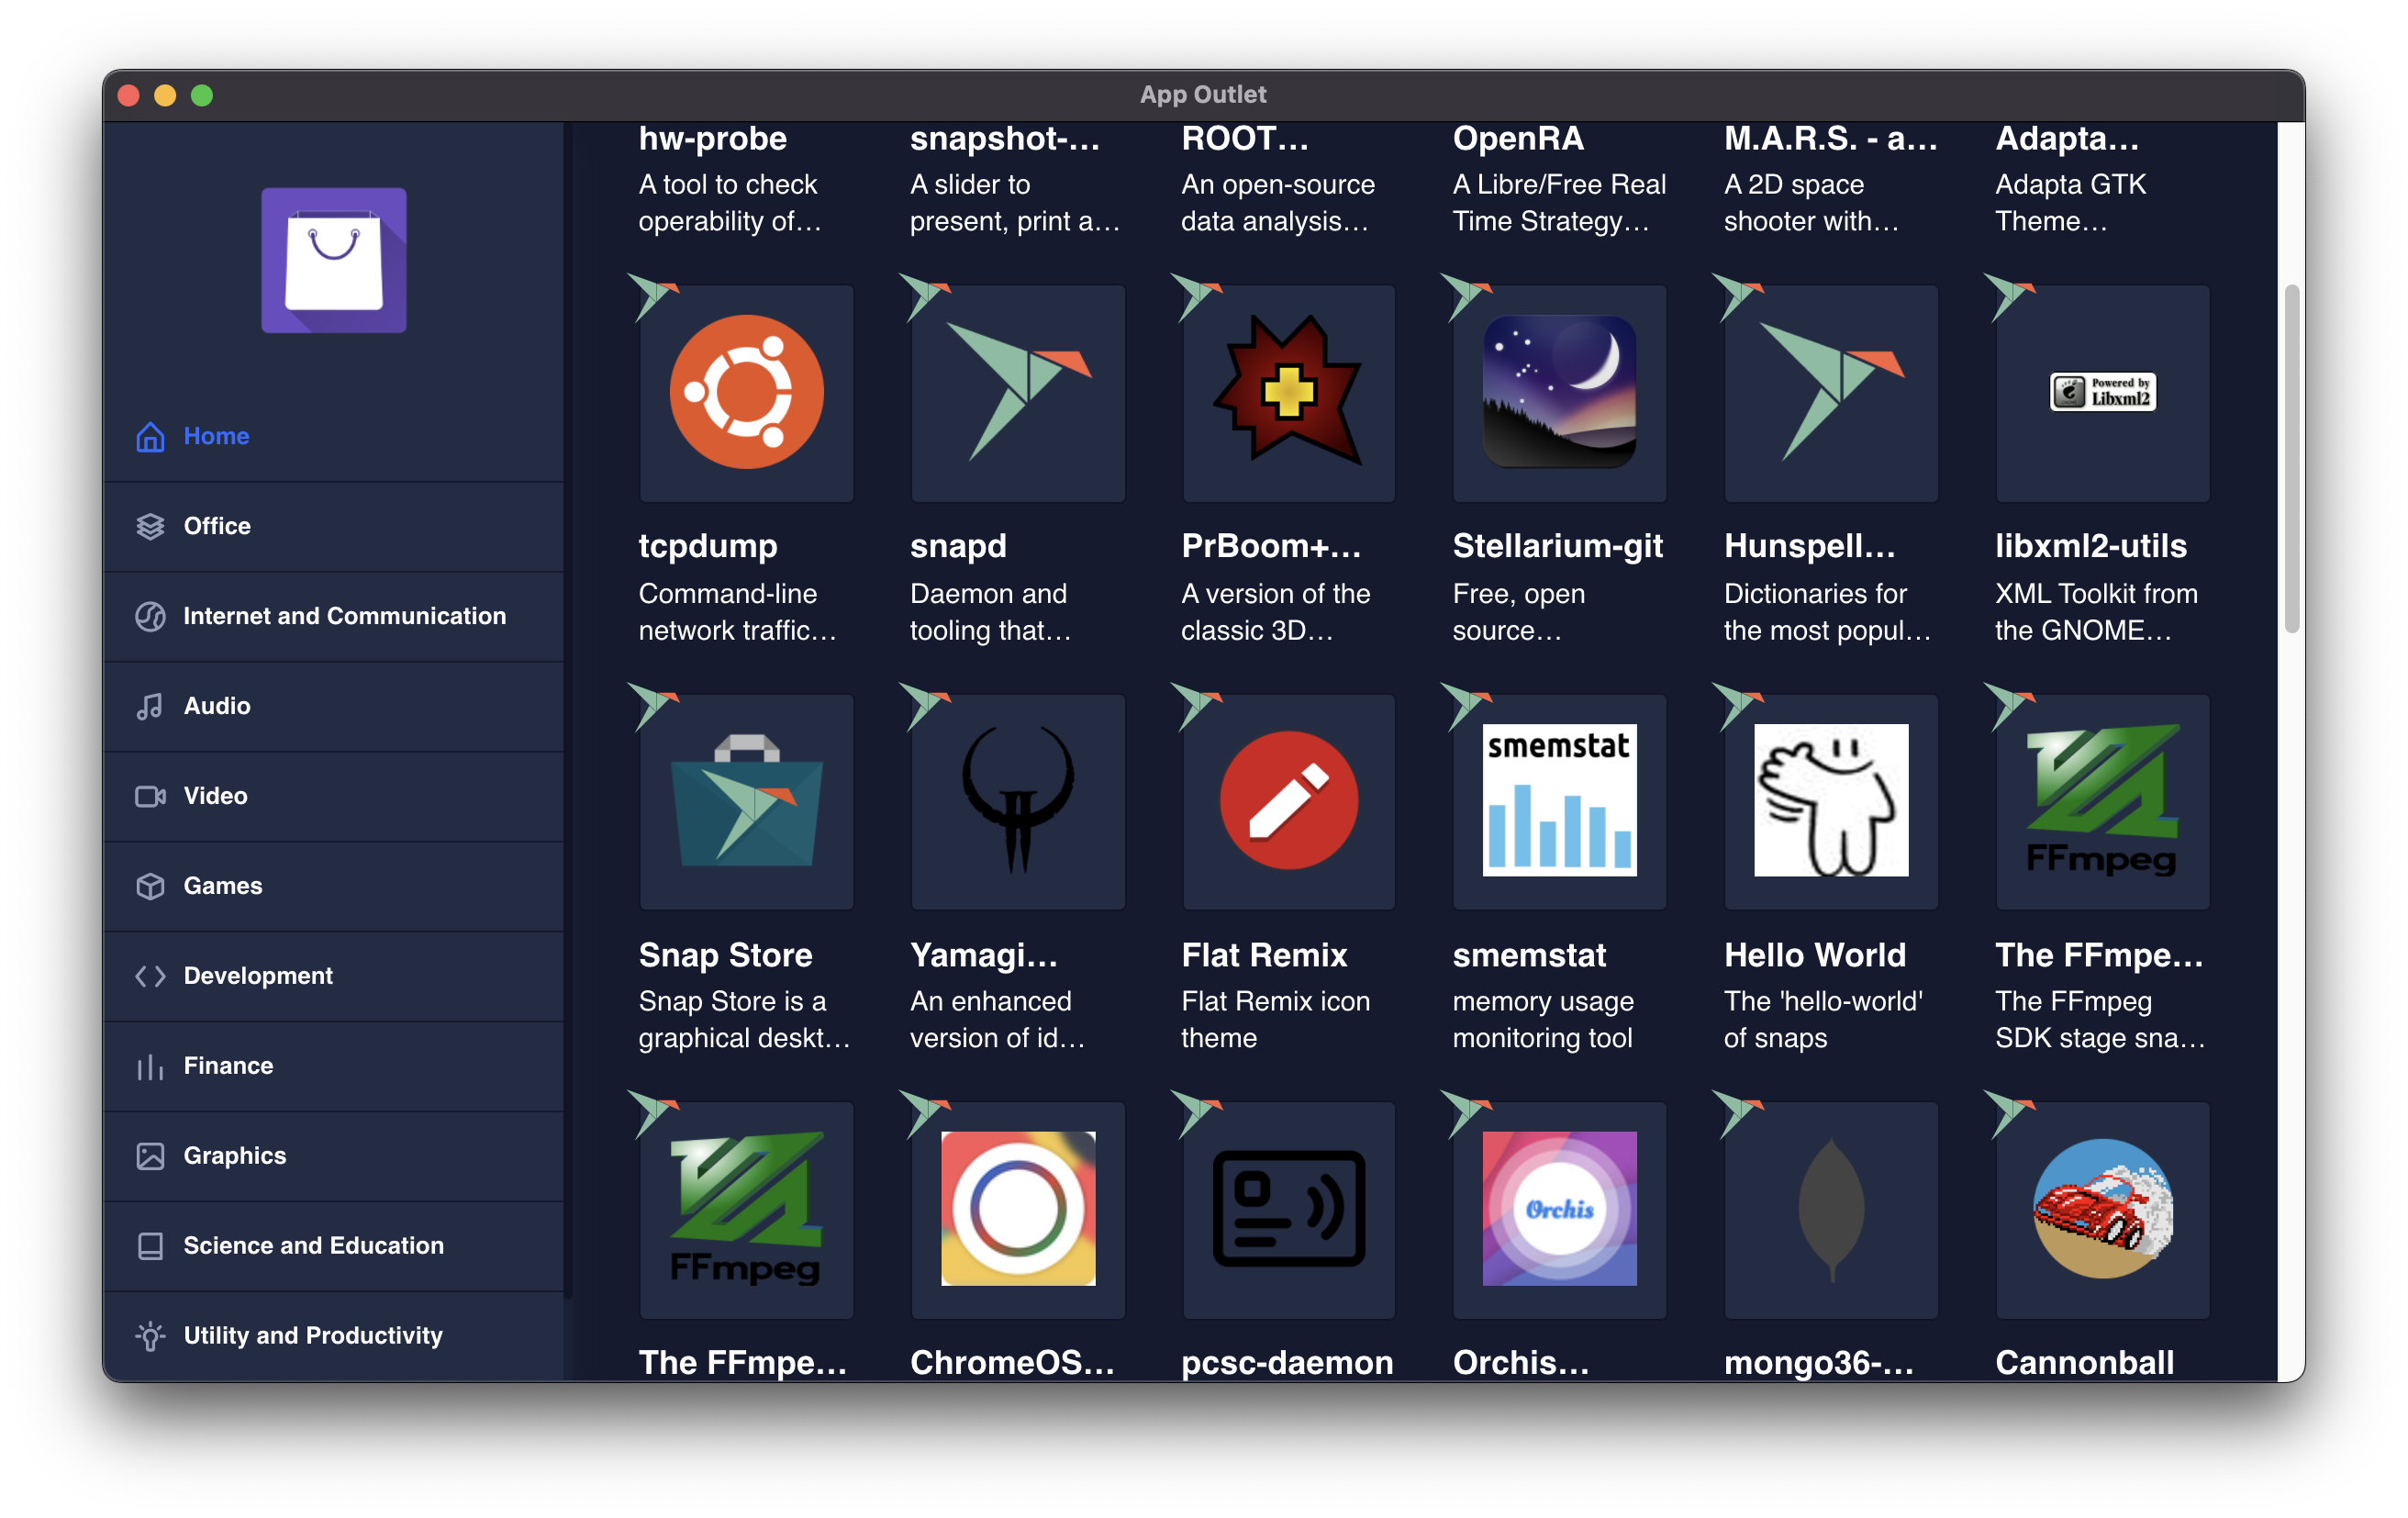 App Outlet
Home
Office
Internet and Communication
Audio
Video
Games
Development
Finance
Graphics
Science and Education
Utility and Productivity
hw-probe
A tool to check
operability of…
snapshot-…
A slider to
present, print a…
ROOT…
An open-source
data analysis…
OpenRA
A Libre/Free Real
Time Strategy…
M.A.R.S. - a…
A 2D space
shooter with…
Adapta…
Adapta GTK
Theme…
tcpdump
Command-line
network traffic…
snapd
Daemon and
tooling that…
PrBoom+…
A version of the
classic 3D…
Stellarium-git
Free, open
source…
Hunspell…
Dictionaries for
the most popul…
Powered by
Libxml2
libxml2-utils
XML Toolkit from
the GNOME…
Snap Store
Snap Store is a
graphical deskt…
Yamagi…
An enhanced
version of id…
Flat Remix
Flat Remix icon
theme
smemstat
smemstat
memory usage
monitoring tool
Hello World
The 'hello-world'
of snaps
FFmpeg
The FFmpe…
The FFmpeg
SDK stage sna…
FFmpeg
The FFmpe…
ChromeOS…
pcsc-daemon
Orchis
Orchis…
mongo36-…
Cannonball